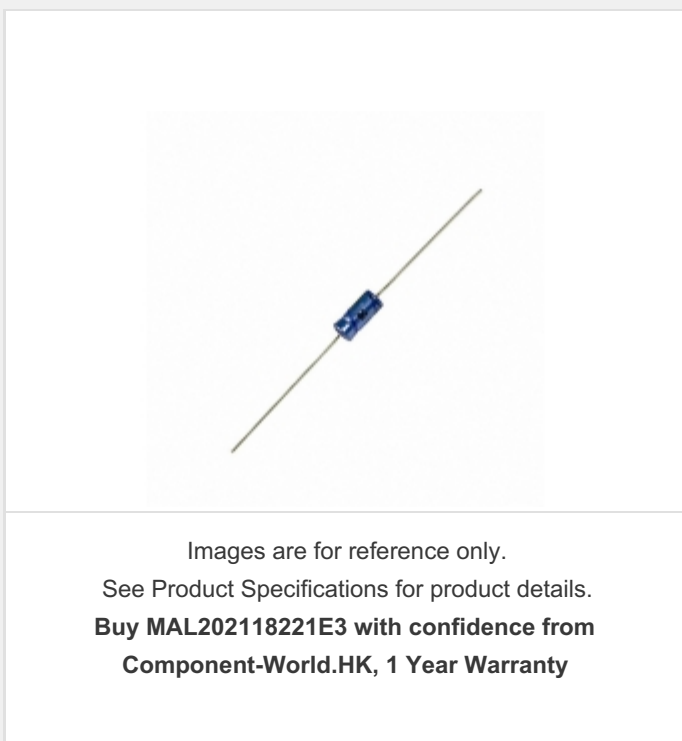 Images are for reference only.
See Product Specifications for product details.
Buy MAL202118221E3 with confidence from
Component-World.HK, 1 Year Warranty